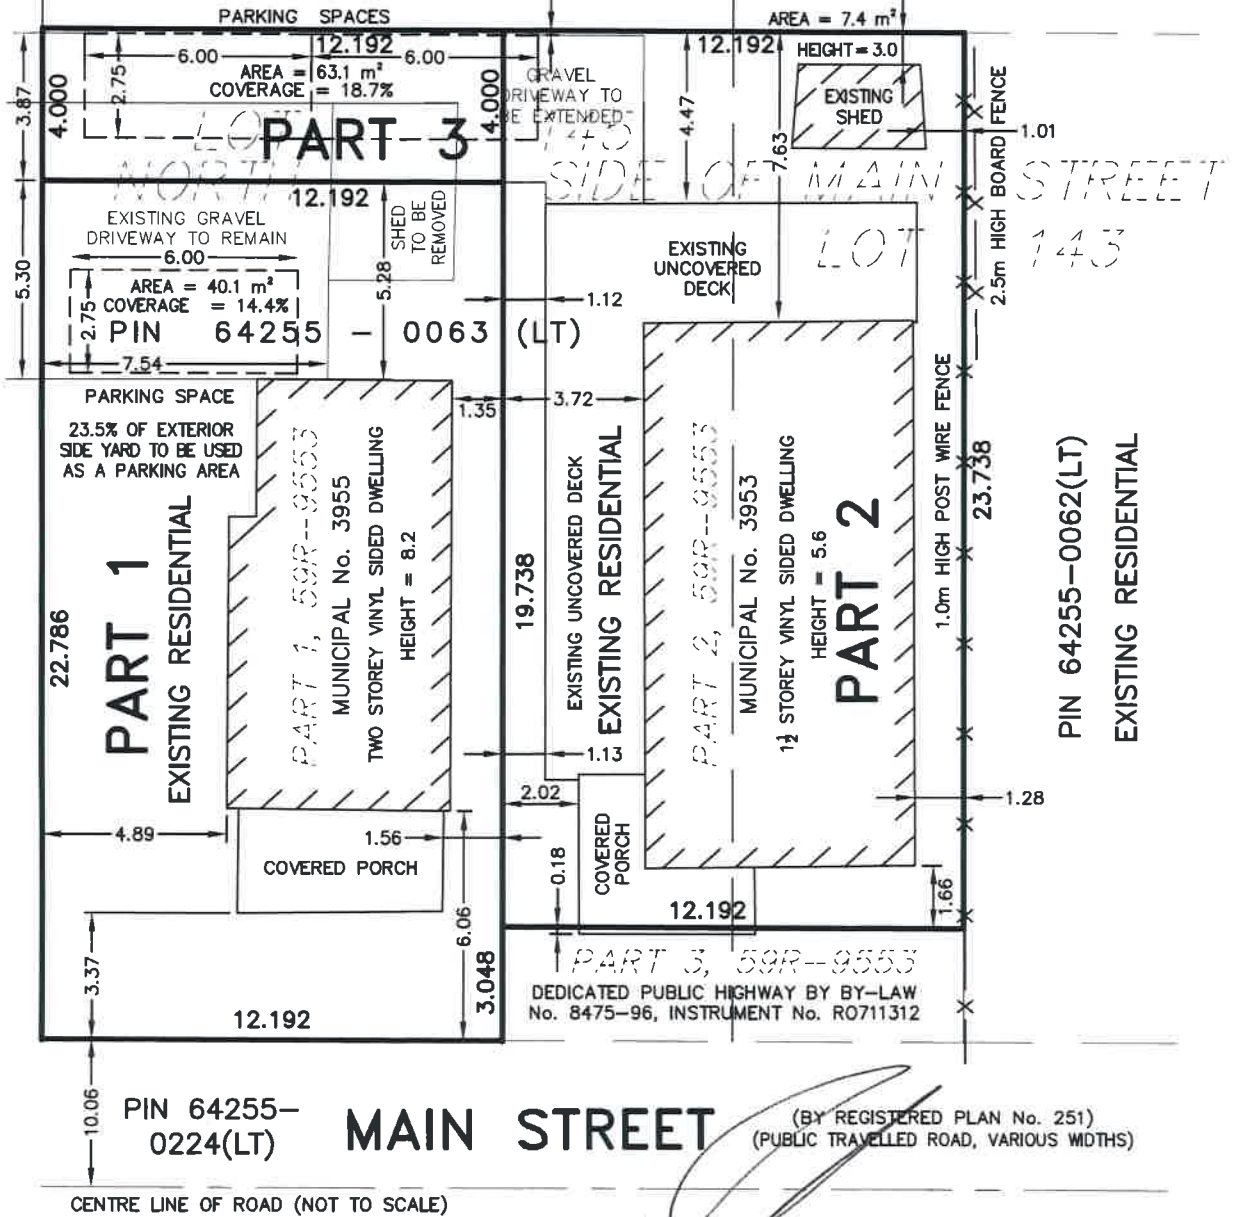 PARKING SPACES
AREA = 7.4 m²
12.192
12.192
HEIGHT = 3.0
6.00
6.00
AREA = 63.1 m²
COVERAGE = 18.7%
2.75
3.87
4.000
4.000
GRAVEL
DRIVEWAY TO
BE EXTENDED
4.47
7.63
EXISTING
SHED
1.01
2.5m HIGH BOARD FENCE
LOT 143
PART 3
NORTH SIDE OF MAIN STREET
LOT 143
12.192
EXISTING GRAVEL
DRIVEWAY TO REMAIN
SHED
TO BE
REMOVED
6.00
5.30
5.28
AREA = 40.1 m²
COVERAGE = 14.4%
2.75
EXISTING
UNCOVERED
DECK
1.12
PIN 64255 - 0063 (LT)
7.54
PARKING SPACE
23.5% OF EXTERIOR
SIDE YARD TO BE USED
AS A PARKING AREA
1.35
3.72
PART 1
EXISTING RESIDENTIAL
22.786
PART 1, 59R-9553
MUNICIPAL No. 3955
TWO STOREY VINYL SIDED DWELLING
HEIGHT = 8.2
19.738
EXISTING UNCOVERED DECK
EXISTING RESIDENTIAL
PART 2, 59R-9553
MUNICIPAL No. 3953
1½ STOREY VINYL SIDED DWELLING
HEIGHT = 5.6
PART 2
1.0m HIGH POST WIRE FENCE
23.738
PIN 64255-0062(LT)
EXISTING RESIDENTIAL
1.13
2.02
1.28
4.89
1.56
COVERED PORCH
COVERED
PORCH
0.18
1.66
12.192
3.37
6.06
3.048
12.192
PART 3, 59R-9553
DEDICATED PUBLIC HIGHWAY BY BY-LAW
No. 8475-96, INSTRUMENT No. RO711312
10.06
PIN 64255-
0224(LT)
MAIN STREET
(BY REGISTERED PLAN No. 251)
(PUBLIC TRAVELLED ROAD, VARIOUS WIDTHS)
CENTRE LINE OF ROAD (NOT TO SCALE)